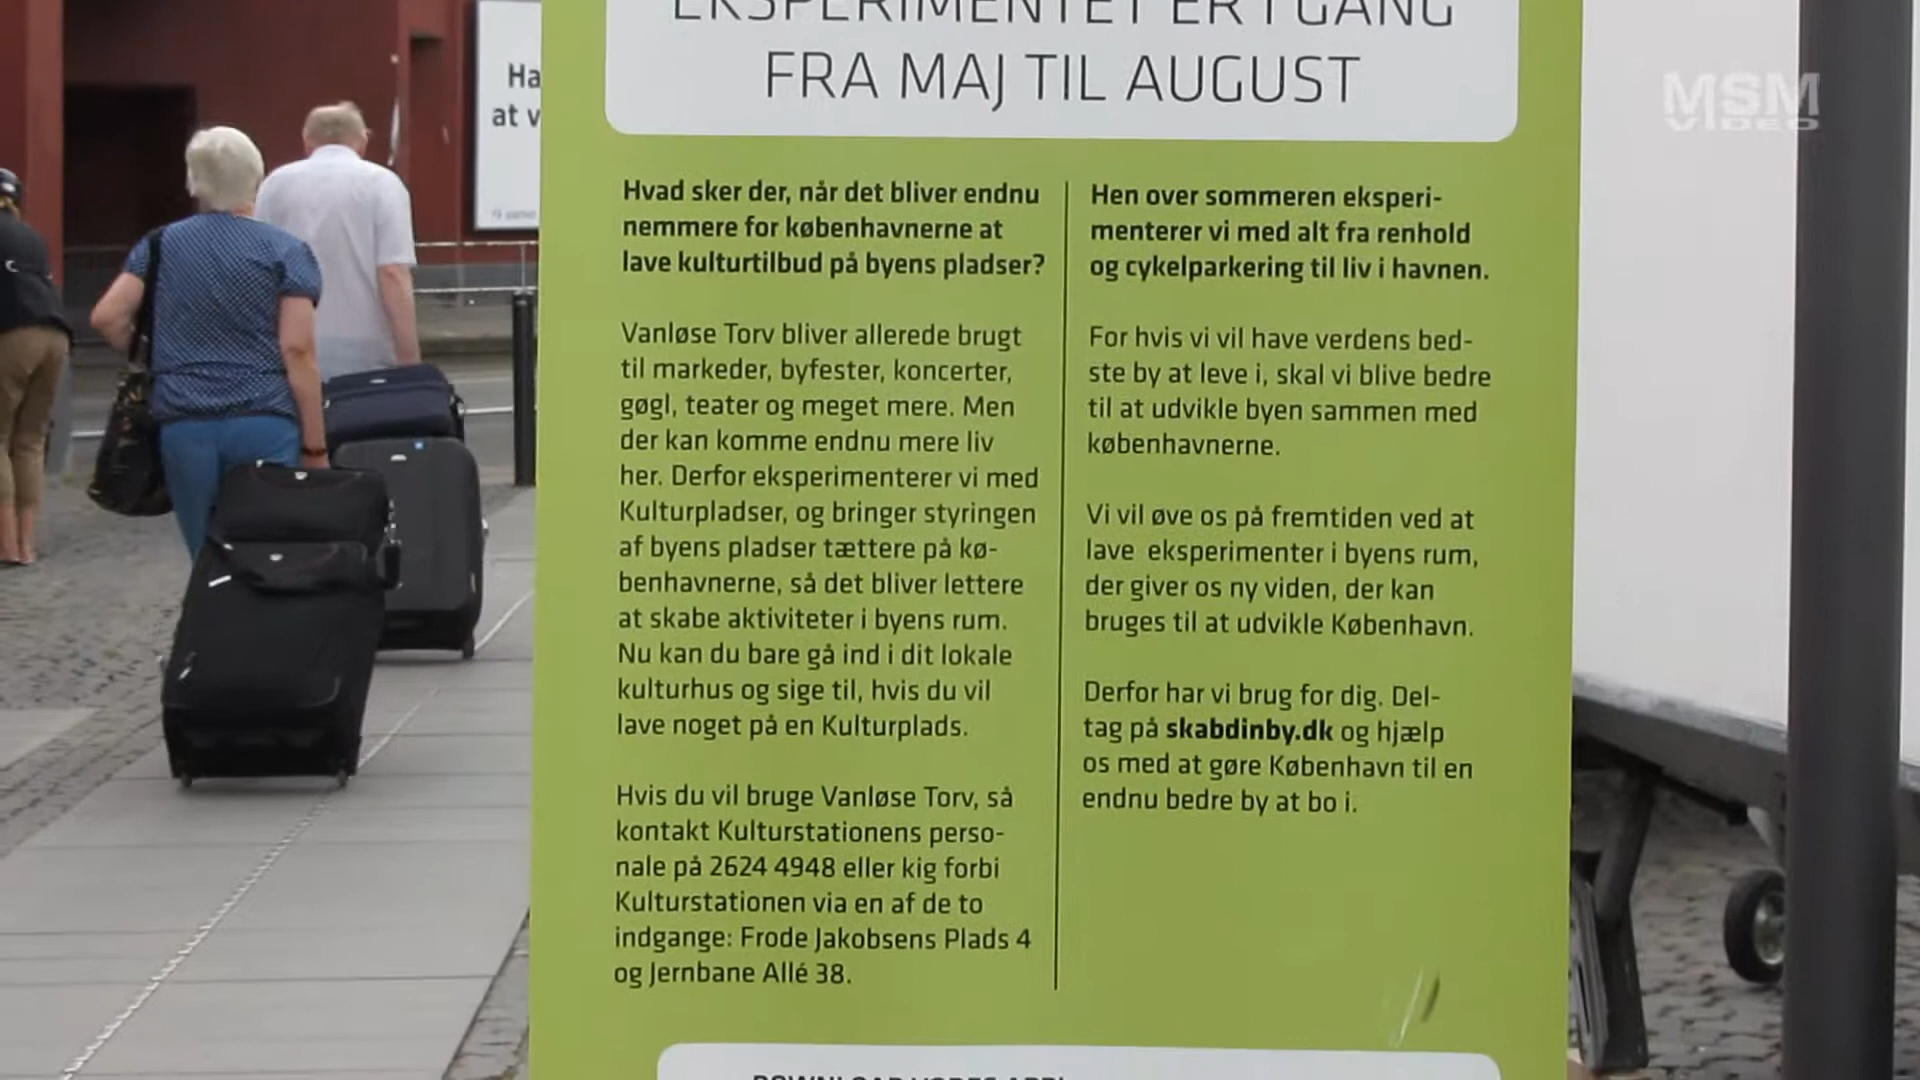 EKSPERIMENTET ER I GANG
FRA MAJ TIL AUGUST
Hvad sker der, når det bliver endnu
nemmere for københavnerne at
lave kulturtilbud på byens pladser?
Vanløse Torv bliver allerede brugt
til markeder, byfester, koncerter,
gøgl, teater og meget mere. Men
der kan komme endnu mere liv
her. Derfor eksperimenterer vi med
Kulturpladser, og bringer styringen
af byens pladser tættere på kø-
benhavnerne, så det bliver lettere
at skabe aktiviteter i byens rum.
Nu kan du bare gå ind i dit lokale
kulturhus og sige til, hvis du vil
lave noget på en Kulturplads.
Hvis du vil bruge Vanløse Torv, så
kontakt Kulturstationens perso-
nale på 2624 4948 eller kig forbi
Kulturstationen via en af de to
indgange: Frode Jakobsens Plads 4
og Jernbane Allé 38.
Hen over sommeren eksperi-
menterer vi med alt fra renhold
og cykelparkering til liv i havnen.
For hvis vi vil have verdens bed-
ste by at leve i, skal vi blive bedre
til at udvikle byen sammen med
københavnerne.
Vi vil øve os på fremtiden ved at
lave eksperimenter i byens rum,
der giver os ny viden, der kan
bruges til at udvikle København.
Derfor har vi brug for dig. Del-
tag på skabdinby.dk og hjælp
os med at gøre København til en
endnu bedre by at bo i.
DOWNLOAD VORES APP!
Ha
at v
MSM
VIDEO